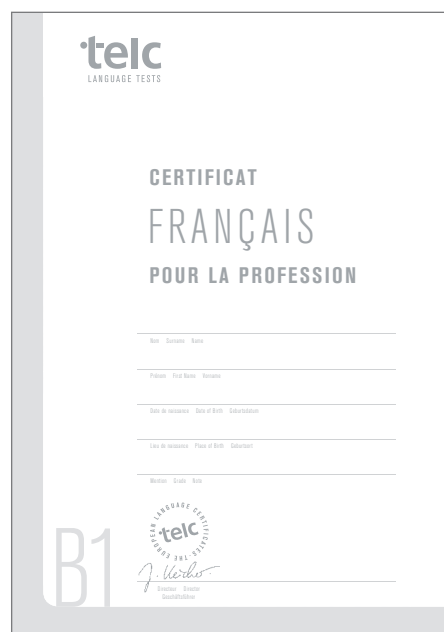 telc
LANGUAGE TESTS
CERTIFICAT
FRANÇAIS
POUR LA PROFESSION
Nom Surname Name
Prénom First Name Vorname
Date de naissance Date of Birth Geburtsdatum
Lieu de naissance Place of Birth Geburtsort
Mention Grade Note
THE EUROPEAN LANGUAGE CERTIFICATES
telc
B1
Directeur Director
Geschäftsführer